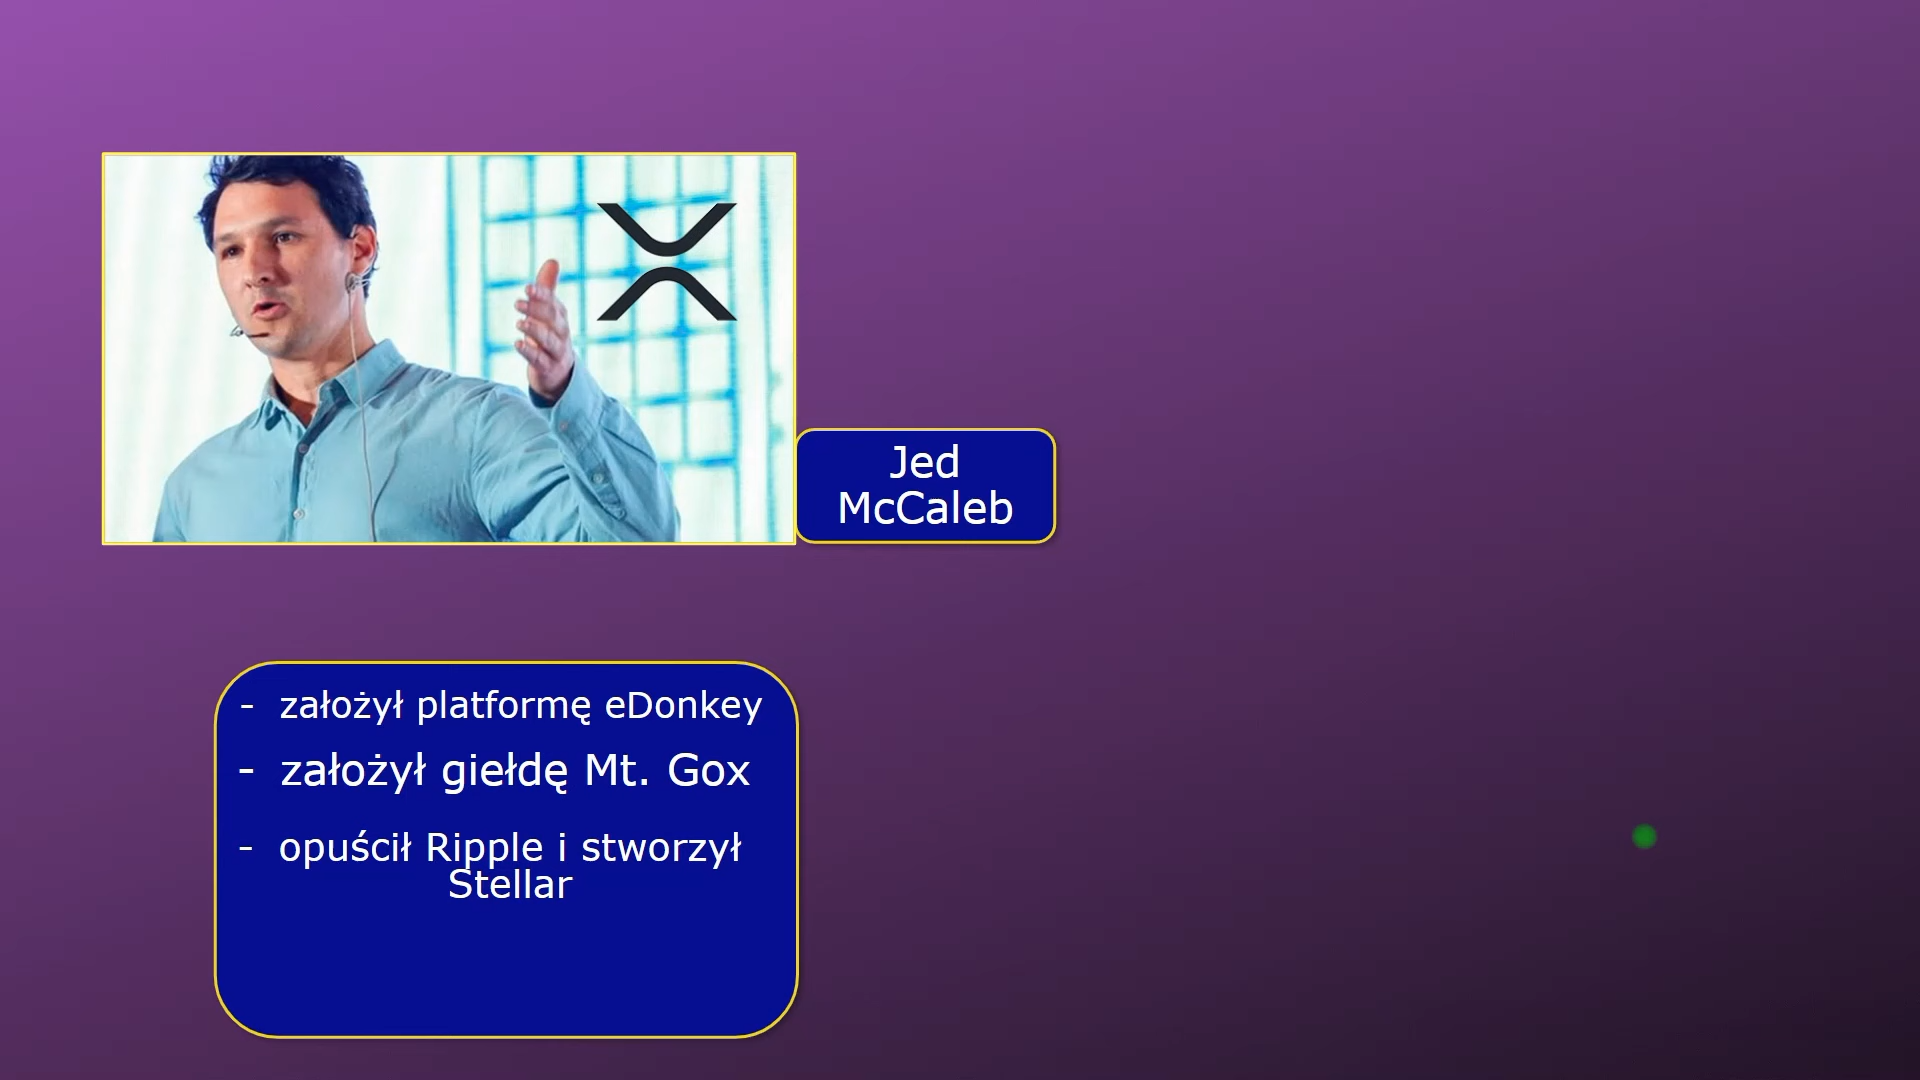 Jed
McCaleb
- założył platformę eDonkey
- założył giełdę Mt. Gox
- opuścił Ripple i stworzył
Stellar